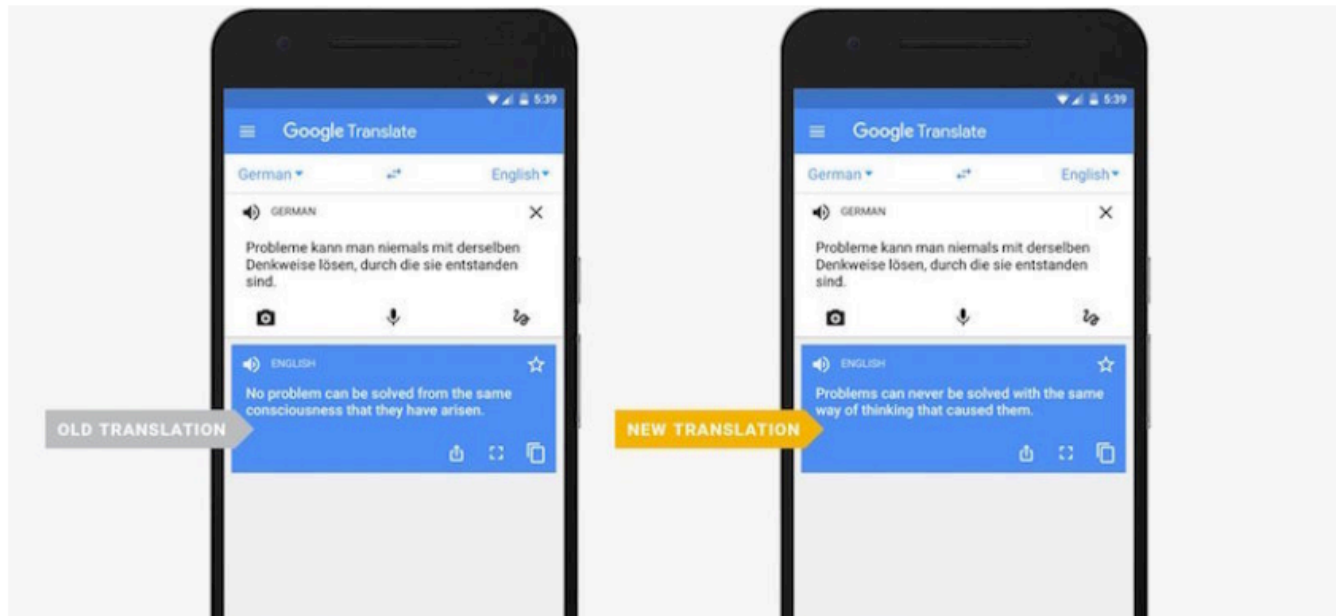 5:39
Google Translate
German
English
GERMAN
Probleme kann man niemals mit derselben
Denkweise lösen, durch die sie entstanden
sind.
ENGLISH
No problem can be solved from the same
consciousness that they have arisen.
OLD TRANSLATION
5:39
Google Translate
German
English
GERMAN
Probleme kann man niemals mit derselben
Denkweise lösen, durch die sie entstanden
sind.
ENGLISH
Problems can never be solved with the same
way of thinking that caused them.
NEW TRANSLATION